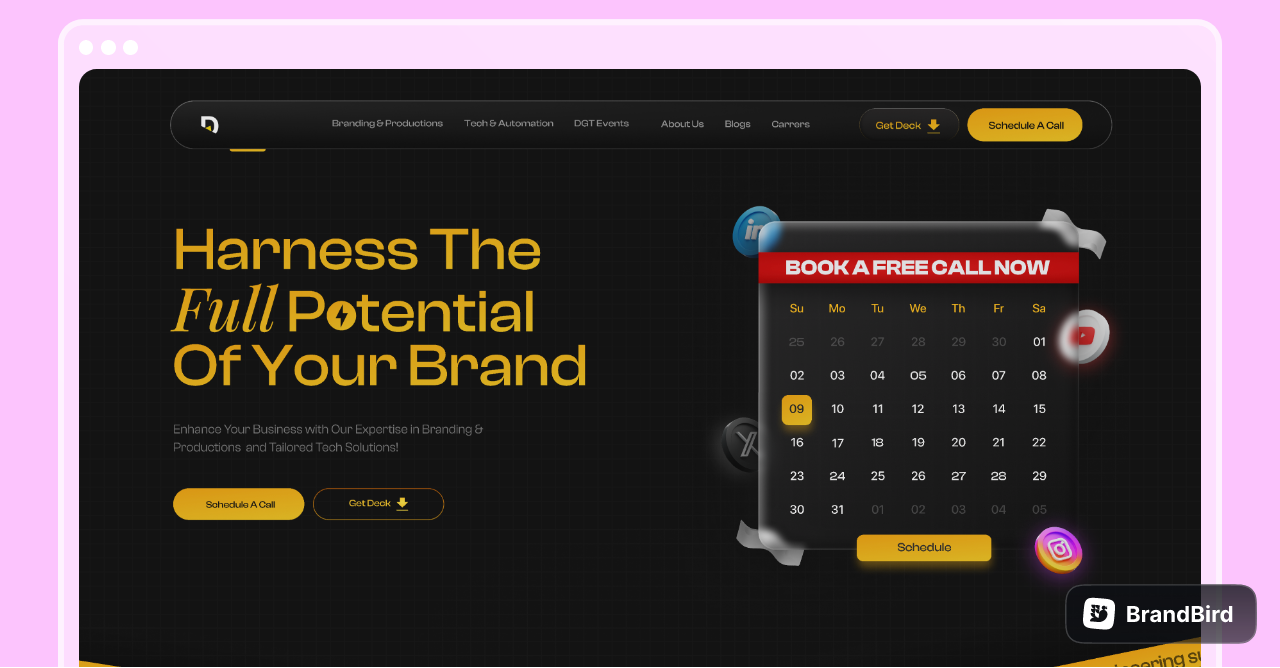 Branding & Productions Tech & Automation DGT Events About Us Blogs Carrers Get Deck Schedule A Call
Harness The
Full Potential
Of Your Brand
Enhance Your Business with Our Expertise in Branding &
Productions and Tailored Tech Solutions!
Schedule A Call Get Deck
in
BOOK A FREE CALL NOW
Su Mo Tu We Th Fr Sa
25 26 27 28 29 30 01
02 03 04 05 06 07 08
09 10 11 12 13 14 15
16 17 18 19 20 21 22
23 24 25 26 27 28 29
30 31 01 02 03 04 05
Schedule
BrandBird